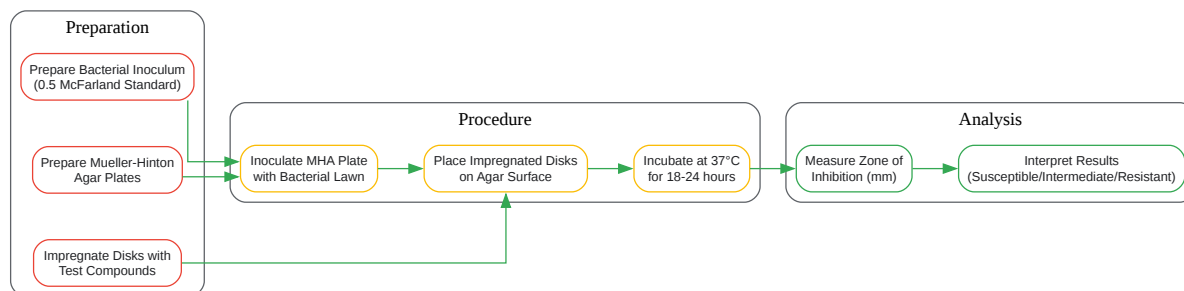 Preparation
Prepare Bacterial Inoculum
(0.5 McFarland Standard)
Prepare Mueller-Hinton
Agar Plates
Impregnate Disks with
Test Compounds
Procedure
Inoculate MHA Plate
with Bacterial Lawn
Place Impregnated Disks
on Agar Surface
Incubate at 37°C
for 18-24 hours
Analysis
Measure Zone of
Inhibition (mm)
Interpret Results
(Susceptible/Intermediate/Resistant)